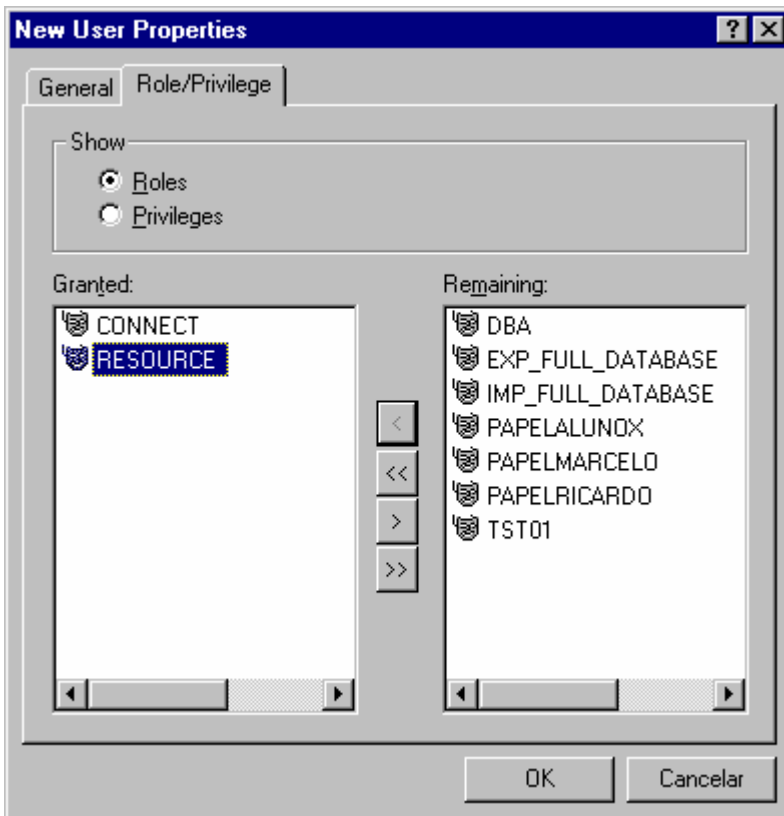 New User Properties
General
Role/Privilege
Show
Roles
Privileges
Granted:
CONNECT
RESOURCE
<
<<
>
>>
Remaining:
DBA
EXP_FULL_DATABASE
IMP_FULL_DATABASE
PAPELALUNOX
PAPELMARCELO
PAPELRICARDO
TST01
OK
Cancelar